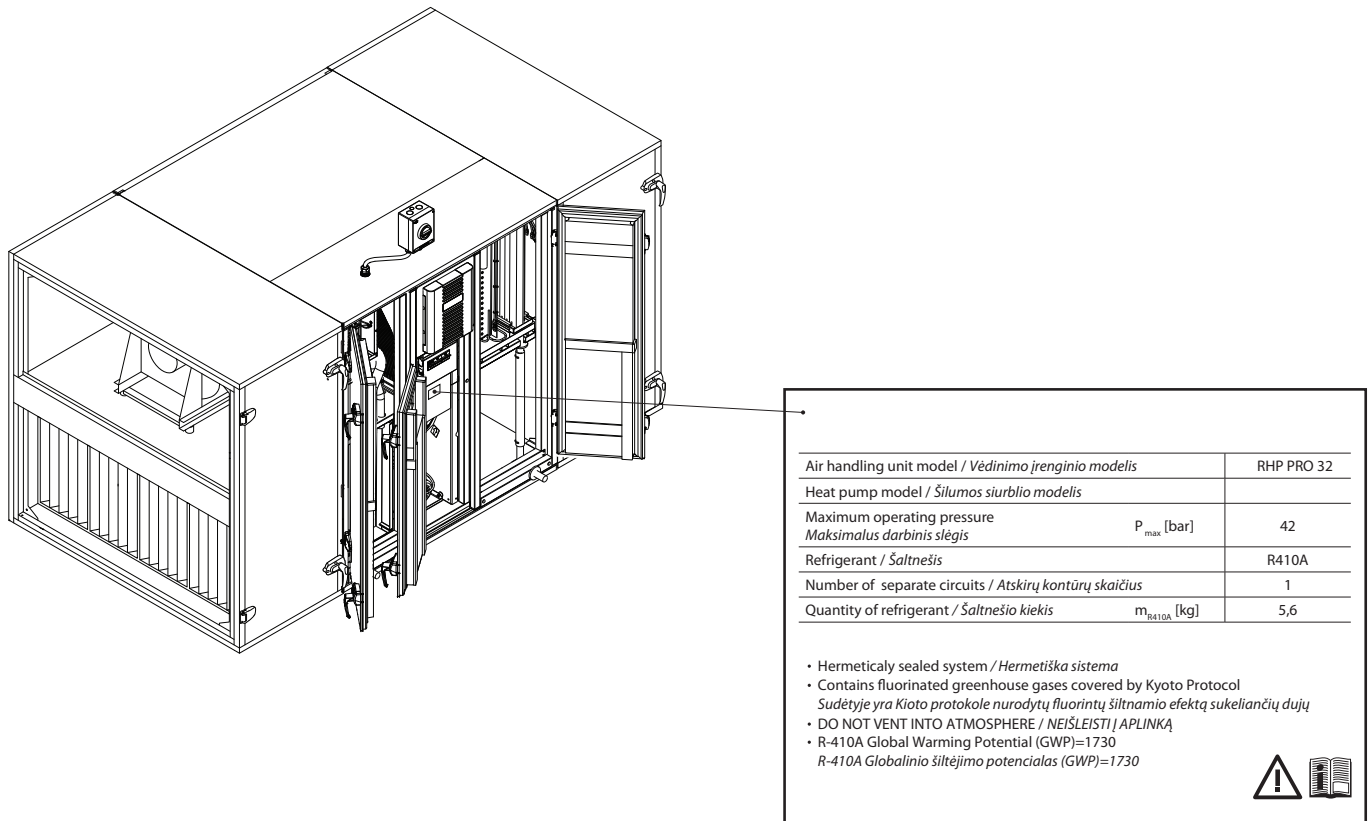 Air handling unit model / Vėdinimo įrenginio modelis RHP PRO 32
Heat pump model / Šilumos siurblio modelis
Maximum operating pressure
Maksimalus darbinis slėgis Pmax [bar] 42
Refrigerant / Šaltnešis R410A
Number of separate circuits / Atskirų kontūrų skaičius 1
Quantity of refrigerant / Šaltnešio kiekis mR410A [kg] 5,6
• Hermeticaly sealed system / Hermetiška sistema
• Contains fluorinated greenhouse gases covered by Kyoto Protocol
Sudėtyje yra Kioto protokole nurodytų fluorintų šiltnamio efektą sukeliančių dujų
• DO NOT VENT INTO ATMOSPHERE / NEIŠLEISTI Į APLINKĄ
• R-410A Global Warming Potential (GWP)=1730
R-410A Globalinio šiltėjimo potencialas (GWP)=1730